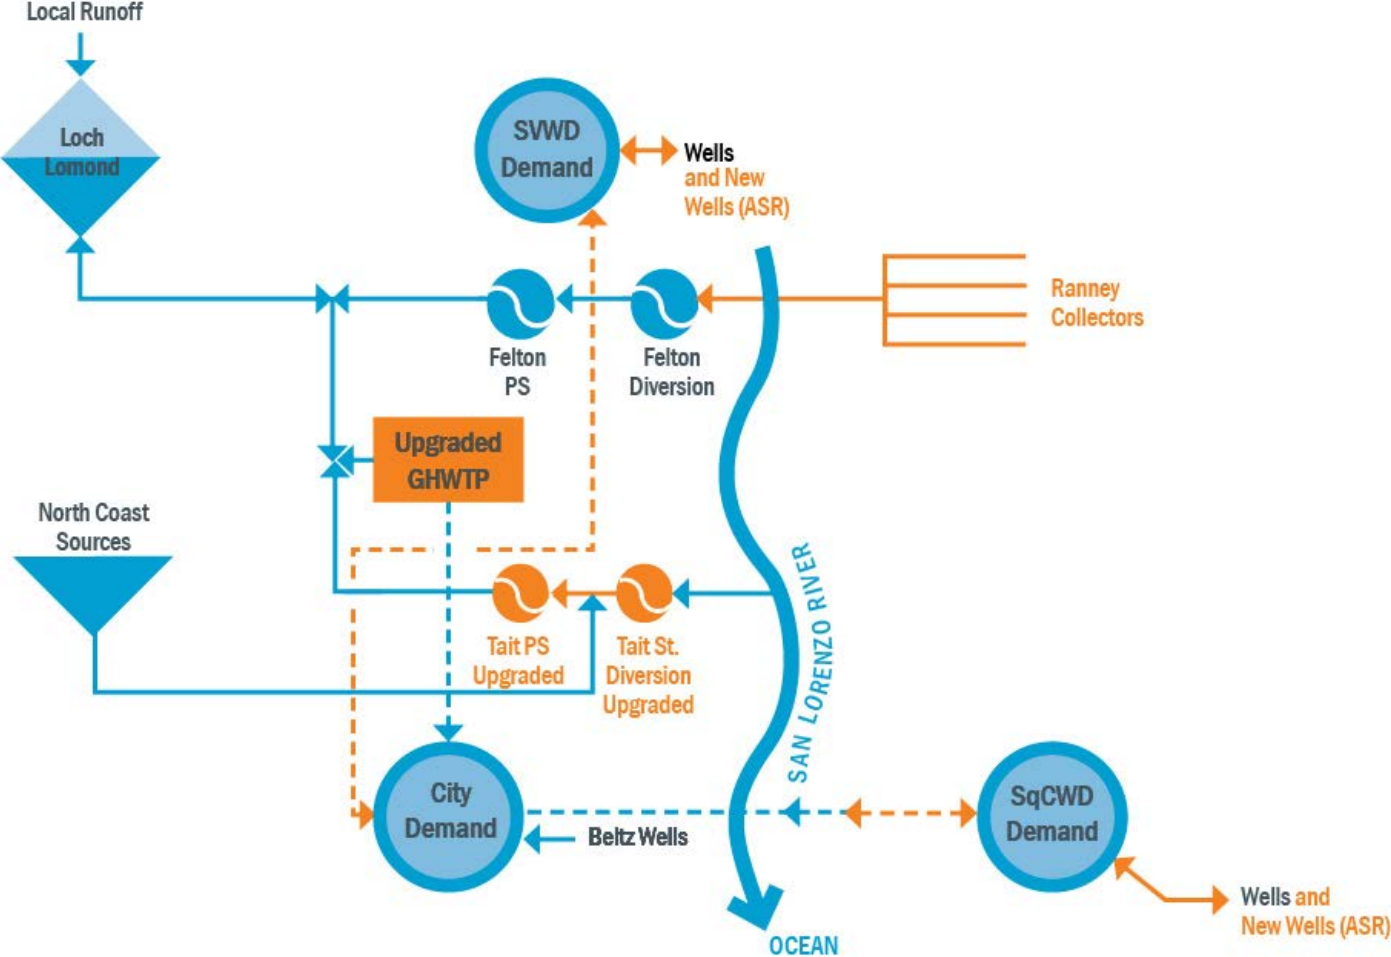 Local Runoff
Loch
Lomond
SVWD
Demand
Wells
and New
Wells (ASR)
Ranney
Collectors
Felton
PS
Felton
Diversion
Upgraded
GHWTP
North Coast
Sources
Tait PS
Upgraded
Tait St.
Diversion
Upgraded
SAN LORENZO RIVER
City
Demand
Beltz Wells
SqCWD
Demand
Wells and
New Wells (ASR)
OCEAN